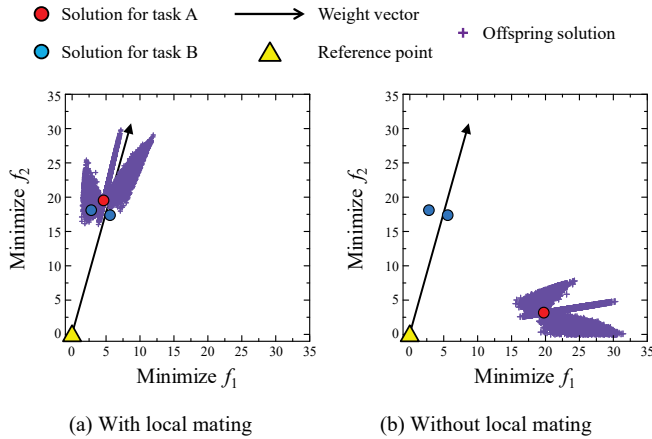 Solution for task A
Weight vector
Offspring solution
Solution for task B
Reference point
35
30
25
20
15
10
5
0
Minimize f2
0 5 10 15 20 25 30 35
Minimize f1
(a) With local mating
35
30
25
20
15
10
5
0
Minimize f2
0 5 10 15 20 25 30 35
Minimize f1
(b) Without local mating